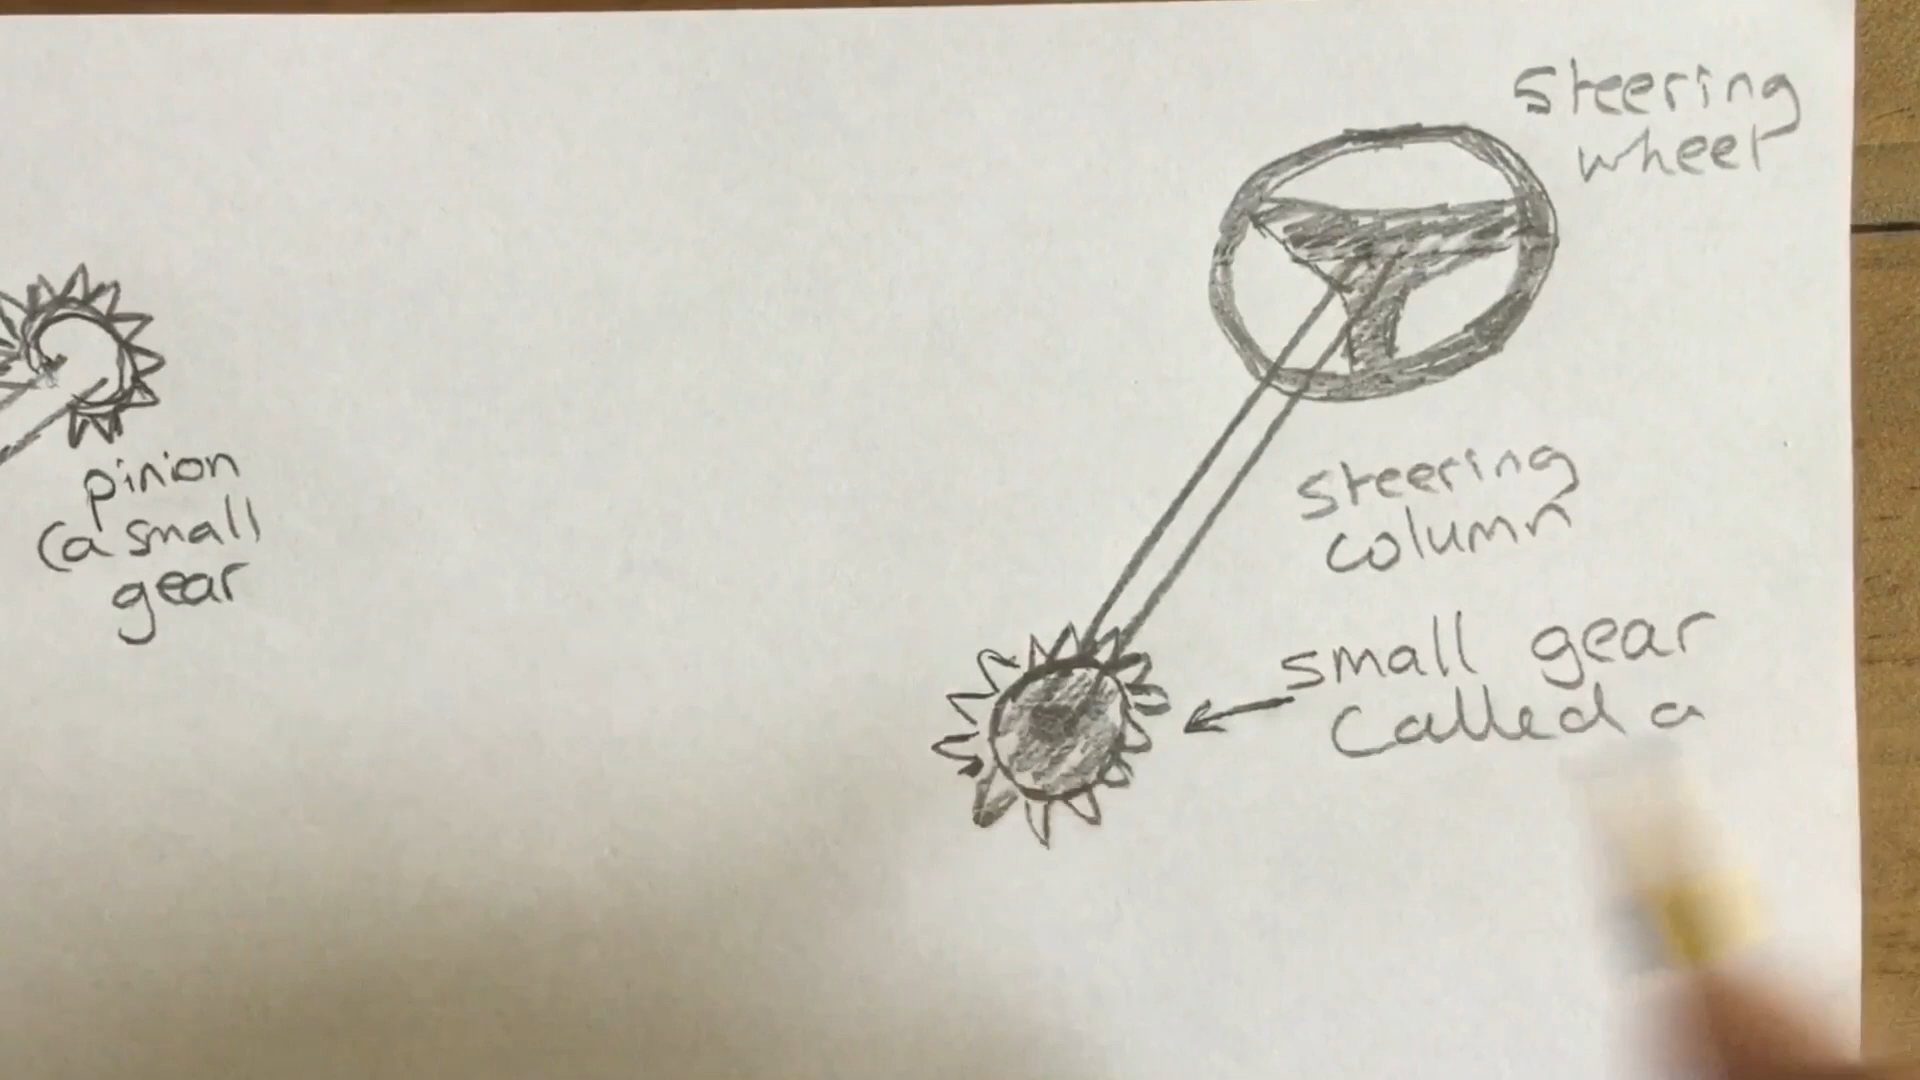 steering
wheel
steering
column
small gear
called a
pinion
(a small
gear